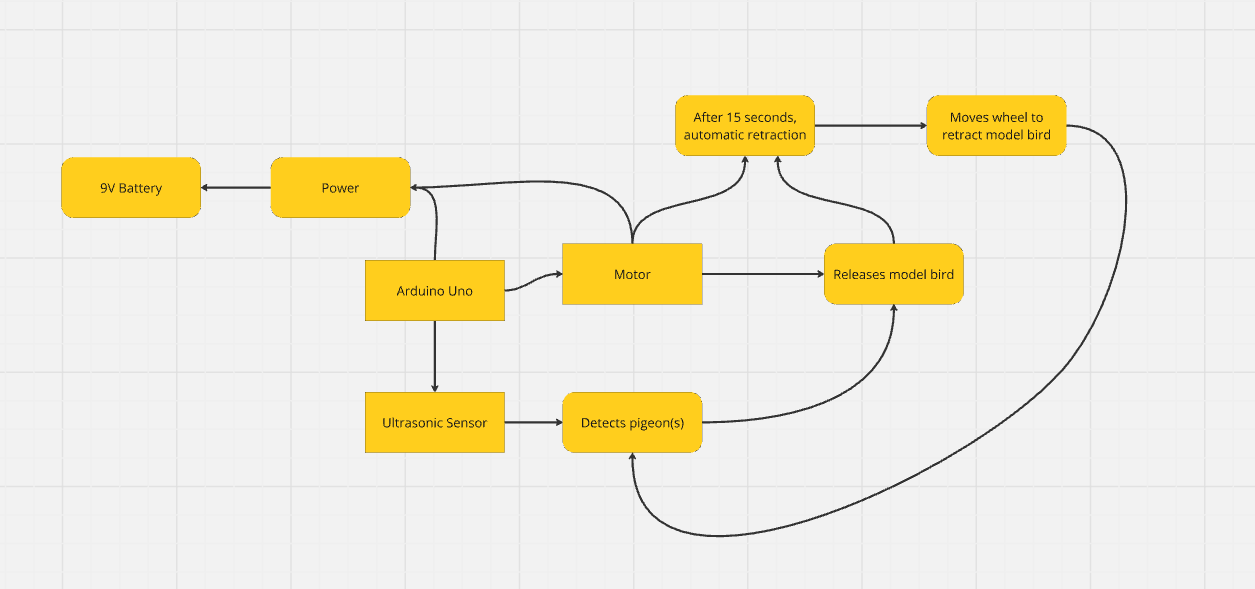 After 15 seconds,
automatic retraction
Moves wheel to
retract model bird
9V Battery
Power
Motor
Releases model bird
Arduino Uno
Ultrasonic Sensor
Detects pigeon(s)